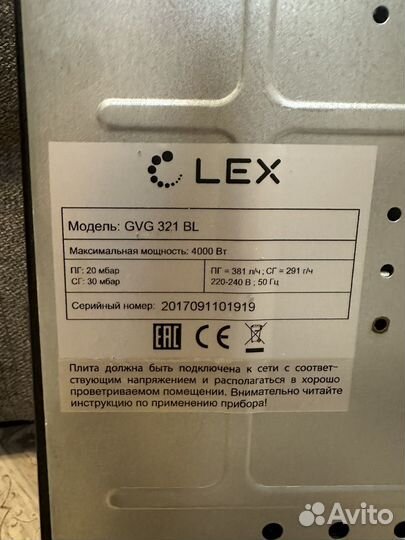 LEX
Модель: GVG 321 BL
Максимальная мощность: 4000 Вт
ПГ: 20 мбар
СГ: 30 мбар
ПГ = 381 л/ч ; СГ = 291 г/ч
220-240 В ; 50 Гц
Серийный номер: 2017091101919
EAC CE
Плита должна быть подключена к сети с соответ-
ствующим напряжением и располагаться в хорошо
проветриваемом помещении. Внимательно читайте
инструкцию по применению прибора!
Avito